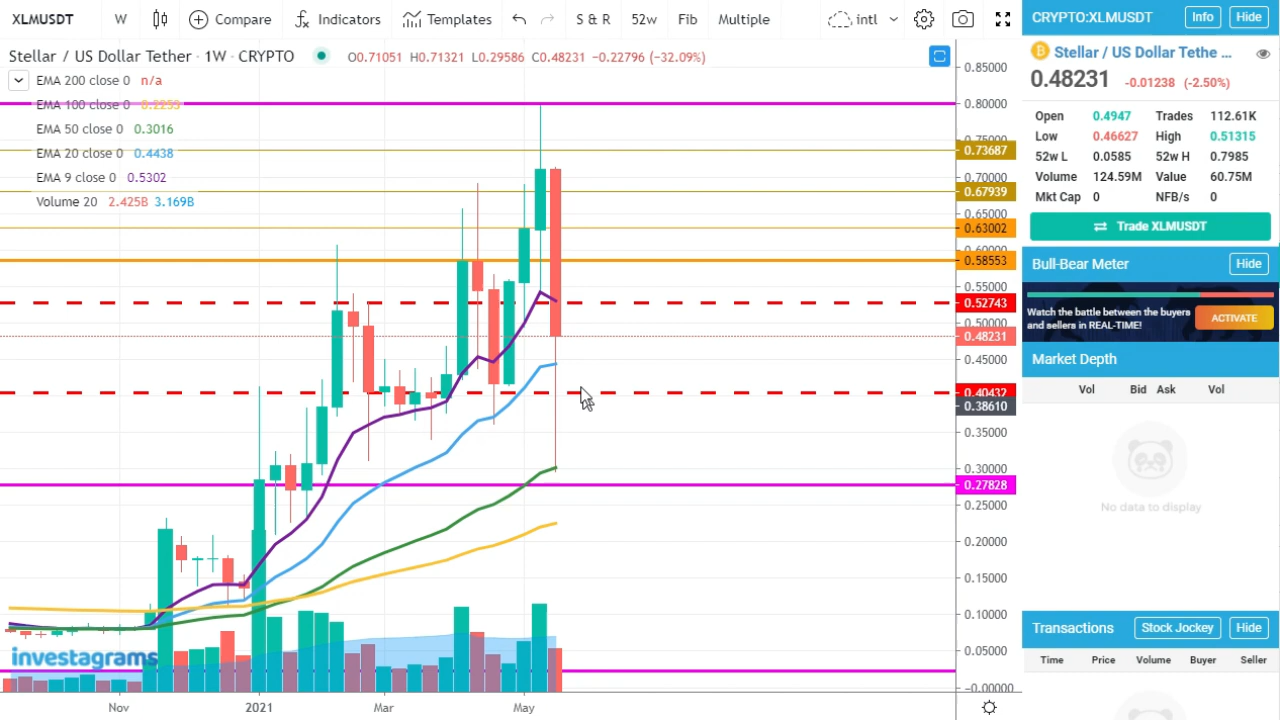 XLMUSDT W Compare Indicators Templates S & R 52w Fib Multiple intl
Stellar / US Dollar Tether · 1W · CRYPTO O0.71051 H0.71321 L0.29586 C0.48231 -0.22796 (-32.09%)
EMA 200 close 0 n/a
EMA 100 close 0 0.2253
EMA 50 close 0 0.3016
EMA 20 close 0 0.4438
EMA 9 close 0 0.5302
Volume 20 2.425B 3.169B
0.85000
0.80000
0.75000
0.73687
0.70000
0.67939
0.65000
0.63002
0.60000
0.58553
0.55000
0.52743
0.50000
0.48231
0.45000
0.40432
0.38610
0.35000
0.30000
0.27828
0.25000
0.20000
0.15000
0.10000
0.05000
-0.00000
investagrams
Nov 2021 Mar May
CRYPTO:XLMUSDT Info Hide
Stellar / US Dollar Tethe ...
0.48231 -0.01238 (-2.50%)
Open 0.4947 Trades 112.61K
Low 0.46627 High 0.51315
52w L 0.0585 52w H 0.7985
Volume 124.59M Value 60.75M
Mkt Cap 0 NFB/s 0
Trade XLMUSDT
Bull-Bear Meter Hide
Watch the battle between the buyers
and sellers in REAL-TIME!
ACTIVATE
Market Depth
Vol Bid Ask Vol
No data to display
Transactions Stock Jockey Hide
Time Price Volume Buyer Seller